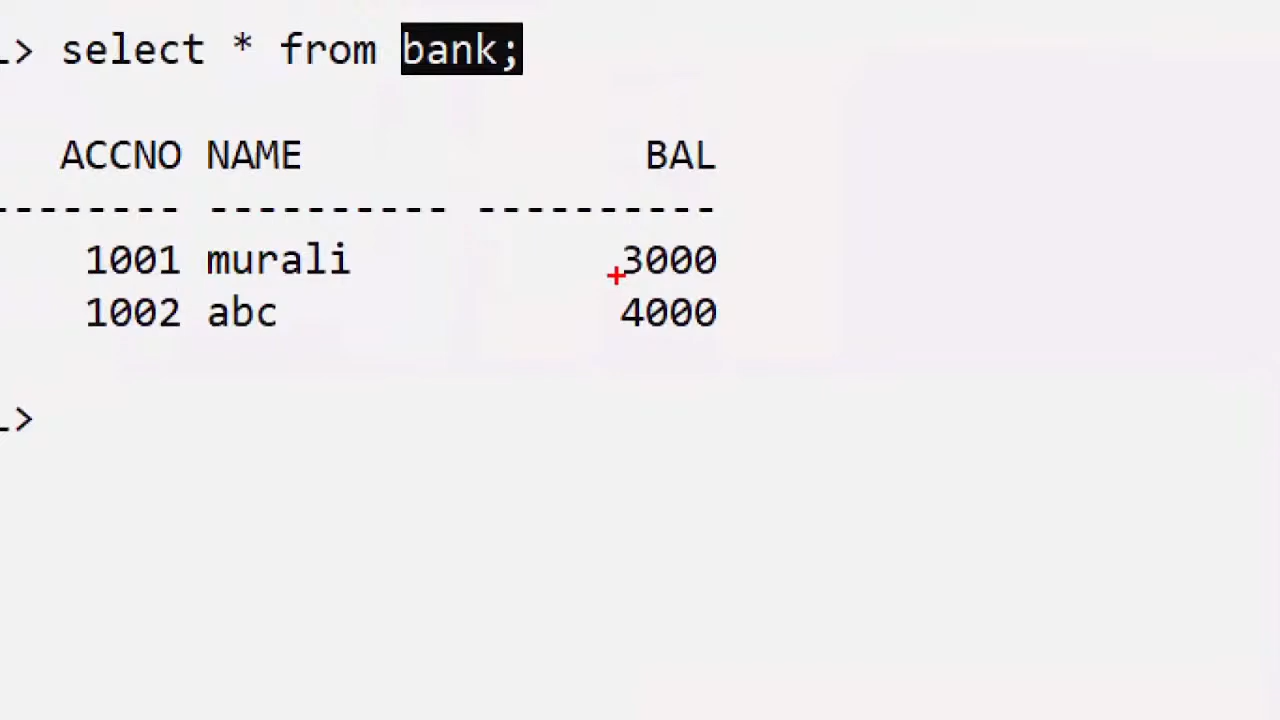 > select * from bank;
ACCNO NAME BAL
-------- ---------- ----------
1001 murali 3000
1002 abc 4000
>